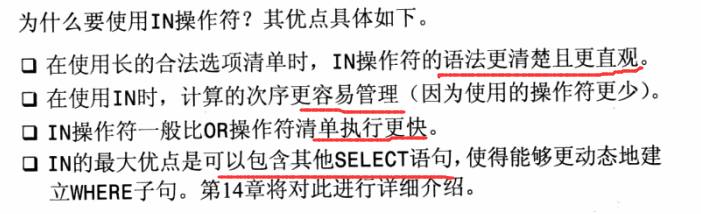 为什么要使用IN操作符？其优点具体如下。
❑ 在使用长的合法选项清单时，IN操作符的语法更清楚且更直观。
❑ 在使用IN时，计算的次序更容易管理（因为使用的操作符更少）。
❑ IN操作符一般比OR操作符清单执行更快。
❑ IN的最大优点是可以包含其他SELECT语句，使得能够更动态地建
立WHERE子句。第14章将对此进行详细介绍。